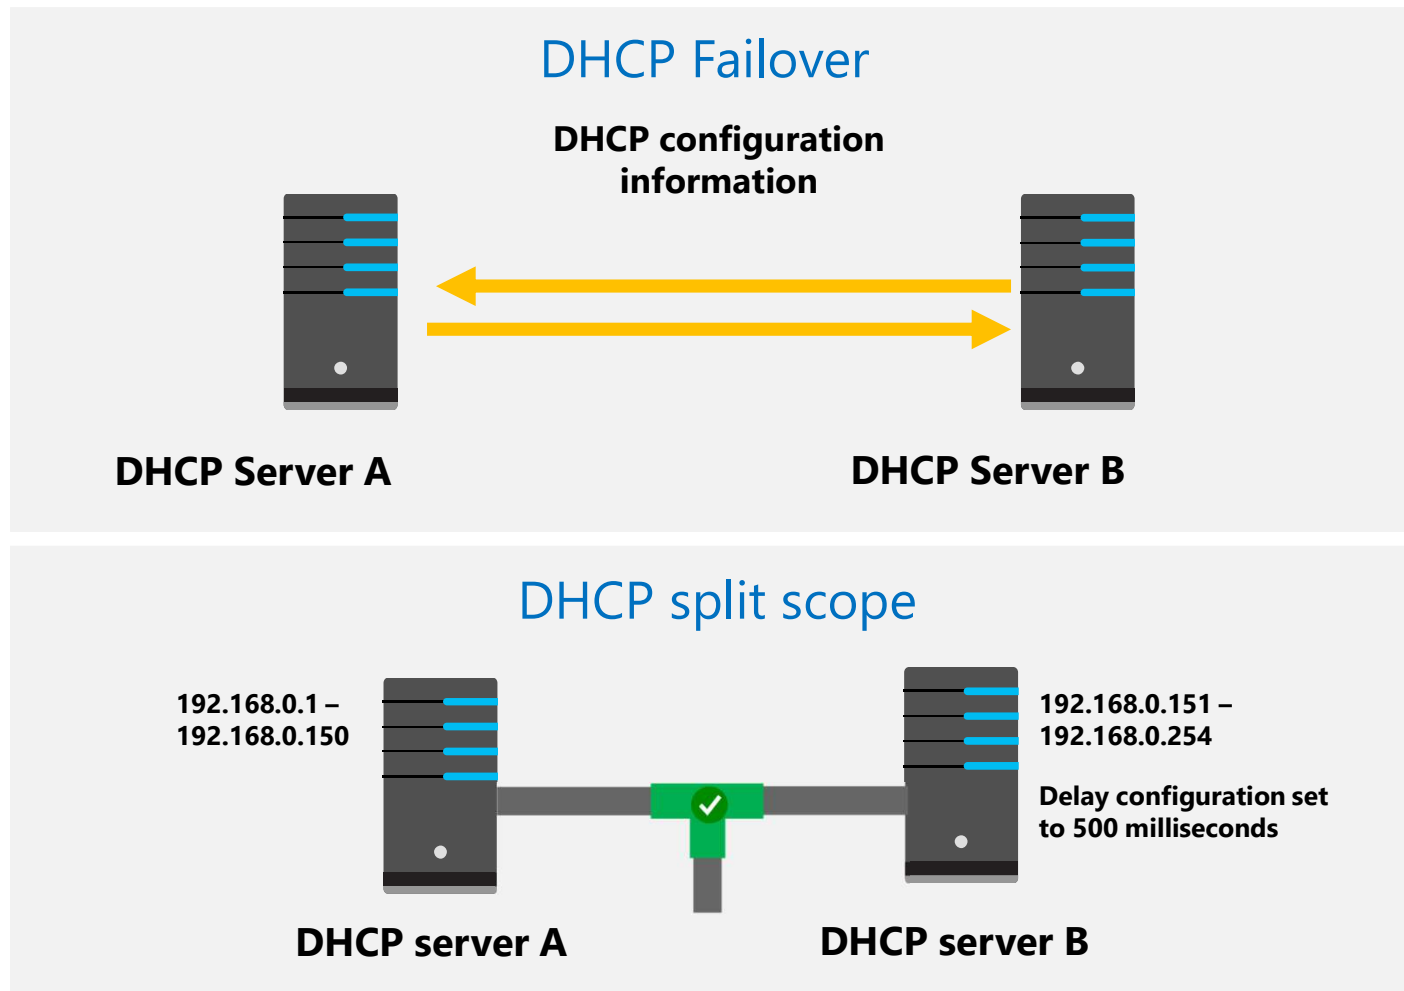 DHCP Failover
DHCP configuration
information
DHCP Server A
DHCP Server B
DHCP split scope
192.168.0.1 –
192.168.0.150
192.168.0.151 –
192.168.0.254
Delay configuration set
to 500 milliseconds
DHCP server A
DHCP server B